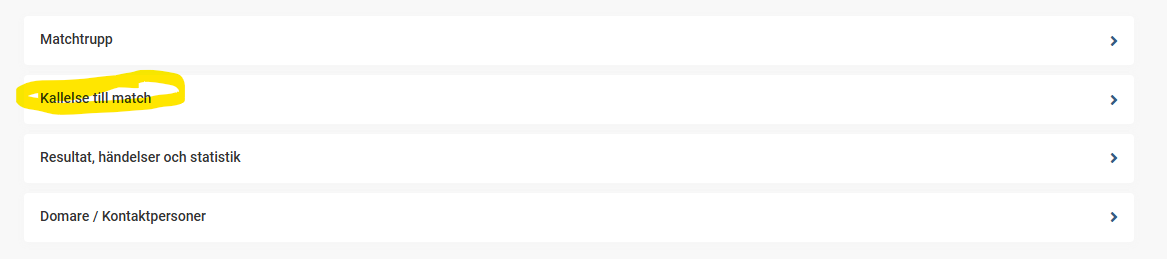 Matchtrupp
Kallelse till match
Resultat, händelser och statistik
Domare / Kontaktpersoner